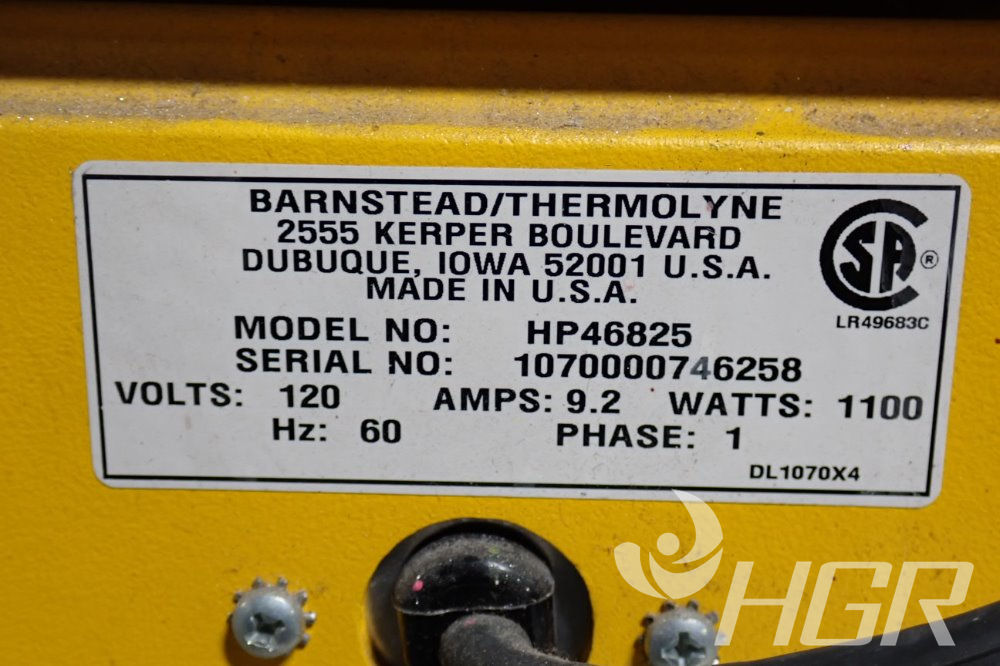 BARNSTEAD/THERMOLYNE
2555 KERPER BOULEVARD
DUBUQUE, IOWA 52001 U.S.A.
MADE IN U.S.A.
SA ®
LR49683C
MODEL NO: HP46825
SERIAL NO: 1070000746258
VOLTS: 120 AMPS: 9.2 WATTS: 1100
Hz: 60 PHASE: 1
DL1070X4
HGR